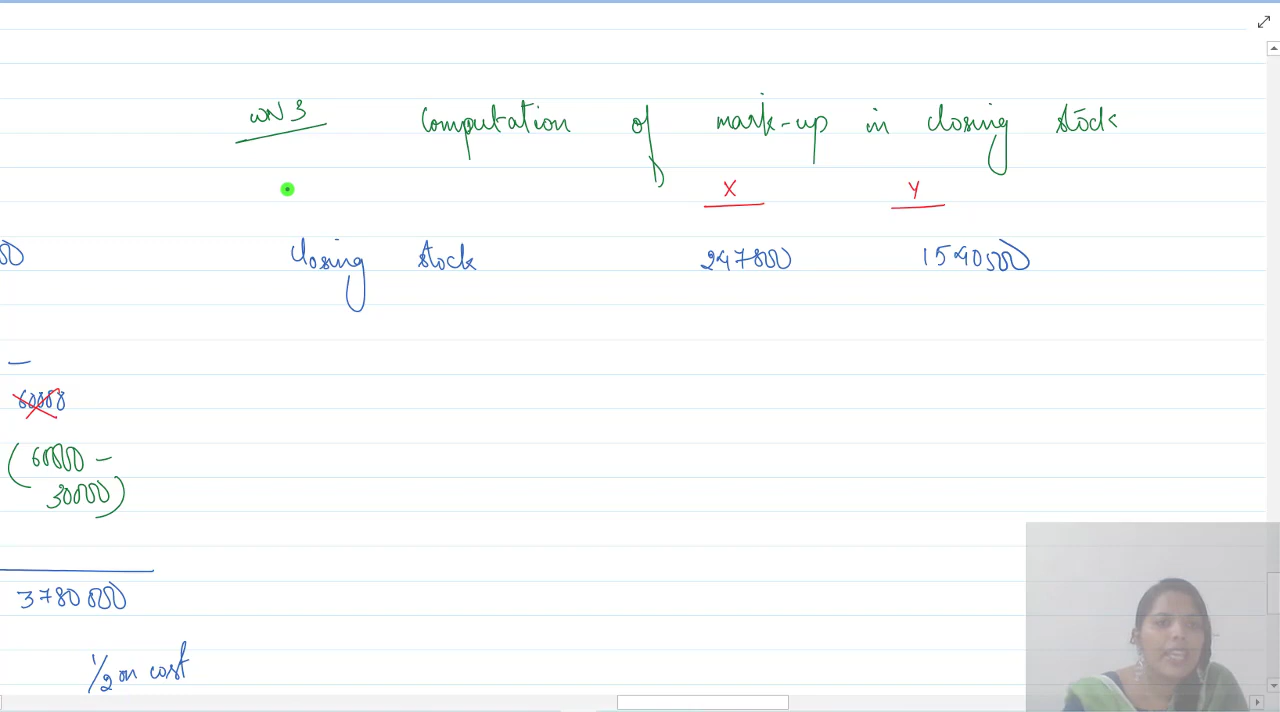 WN 3 Computation of mark-up in closing stock
X Y
closing stock 247800 1540500
(60000 -
30000)
3780000
1/2 on cost